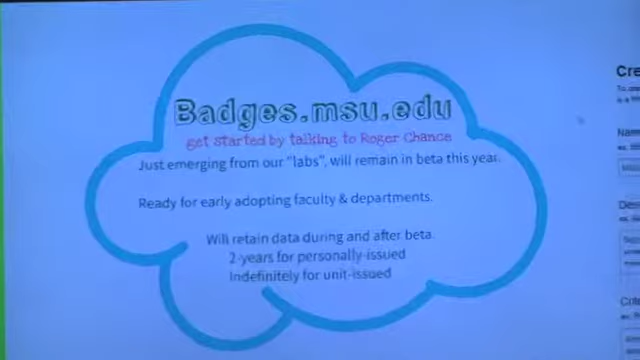 Badges.msu.edu
get started by talking to Roger Chance
Just emerging from our "labs", will remain in beta this year.
Ready for early adopting faculty & departments.
Will retain data during and after beta.
2-years for personally-issued
Indefinitely for unit-issued
Cre